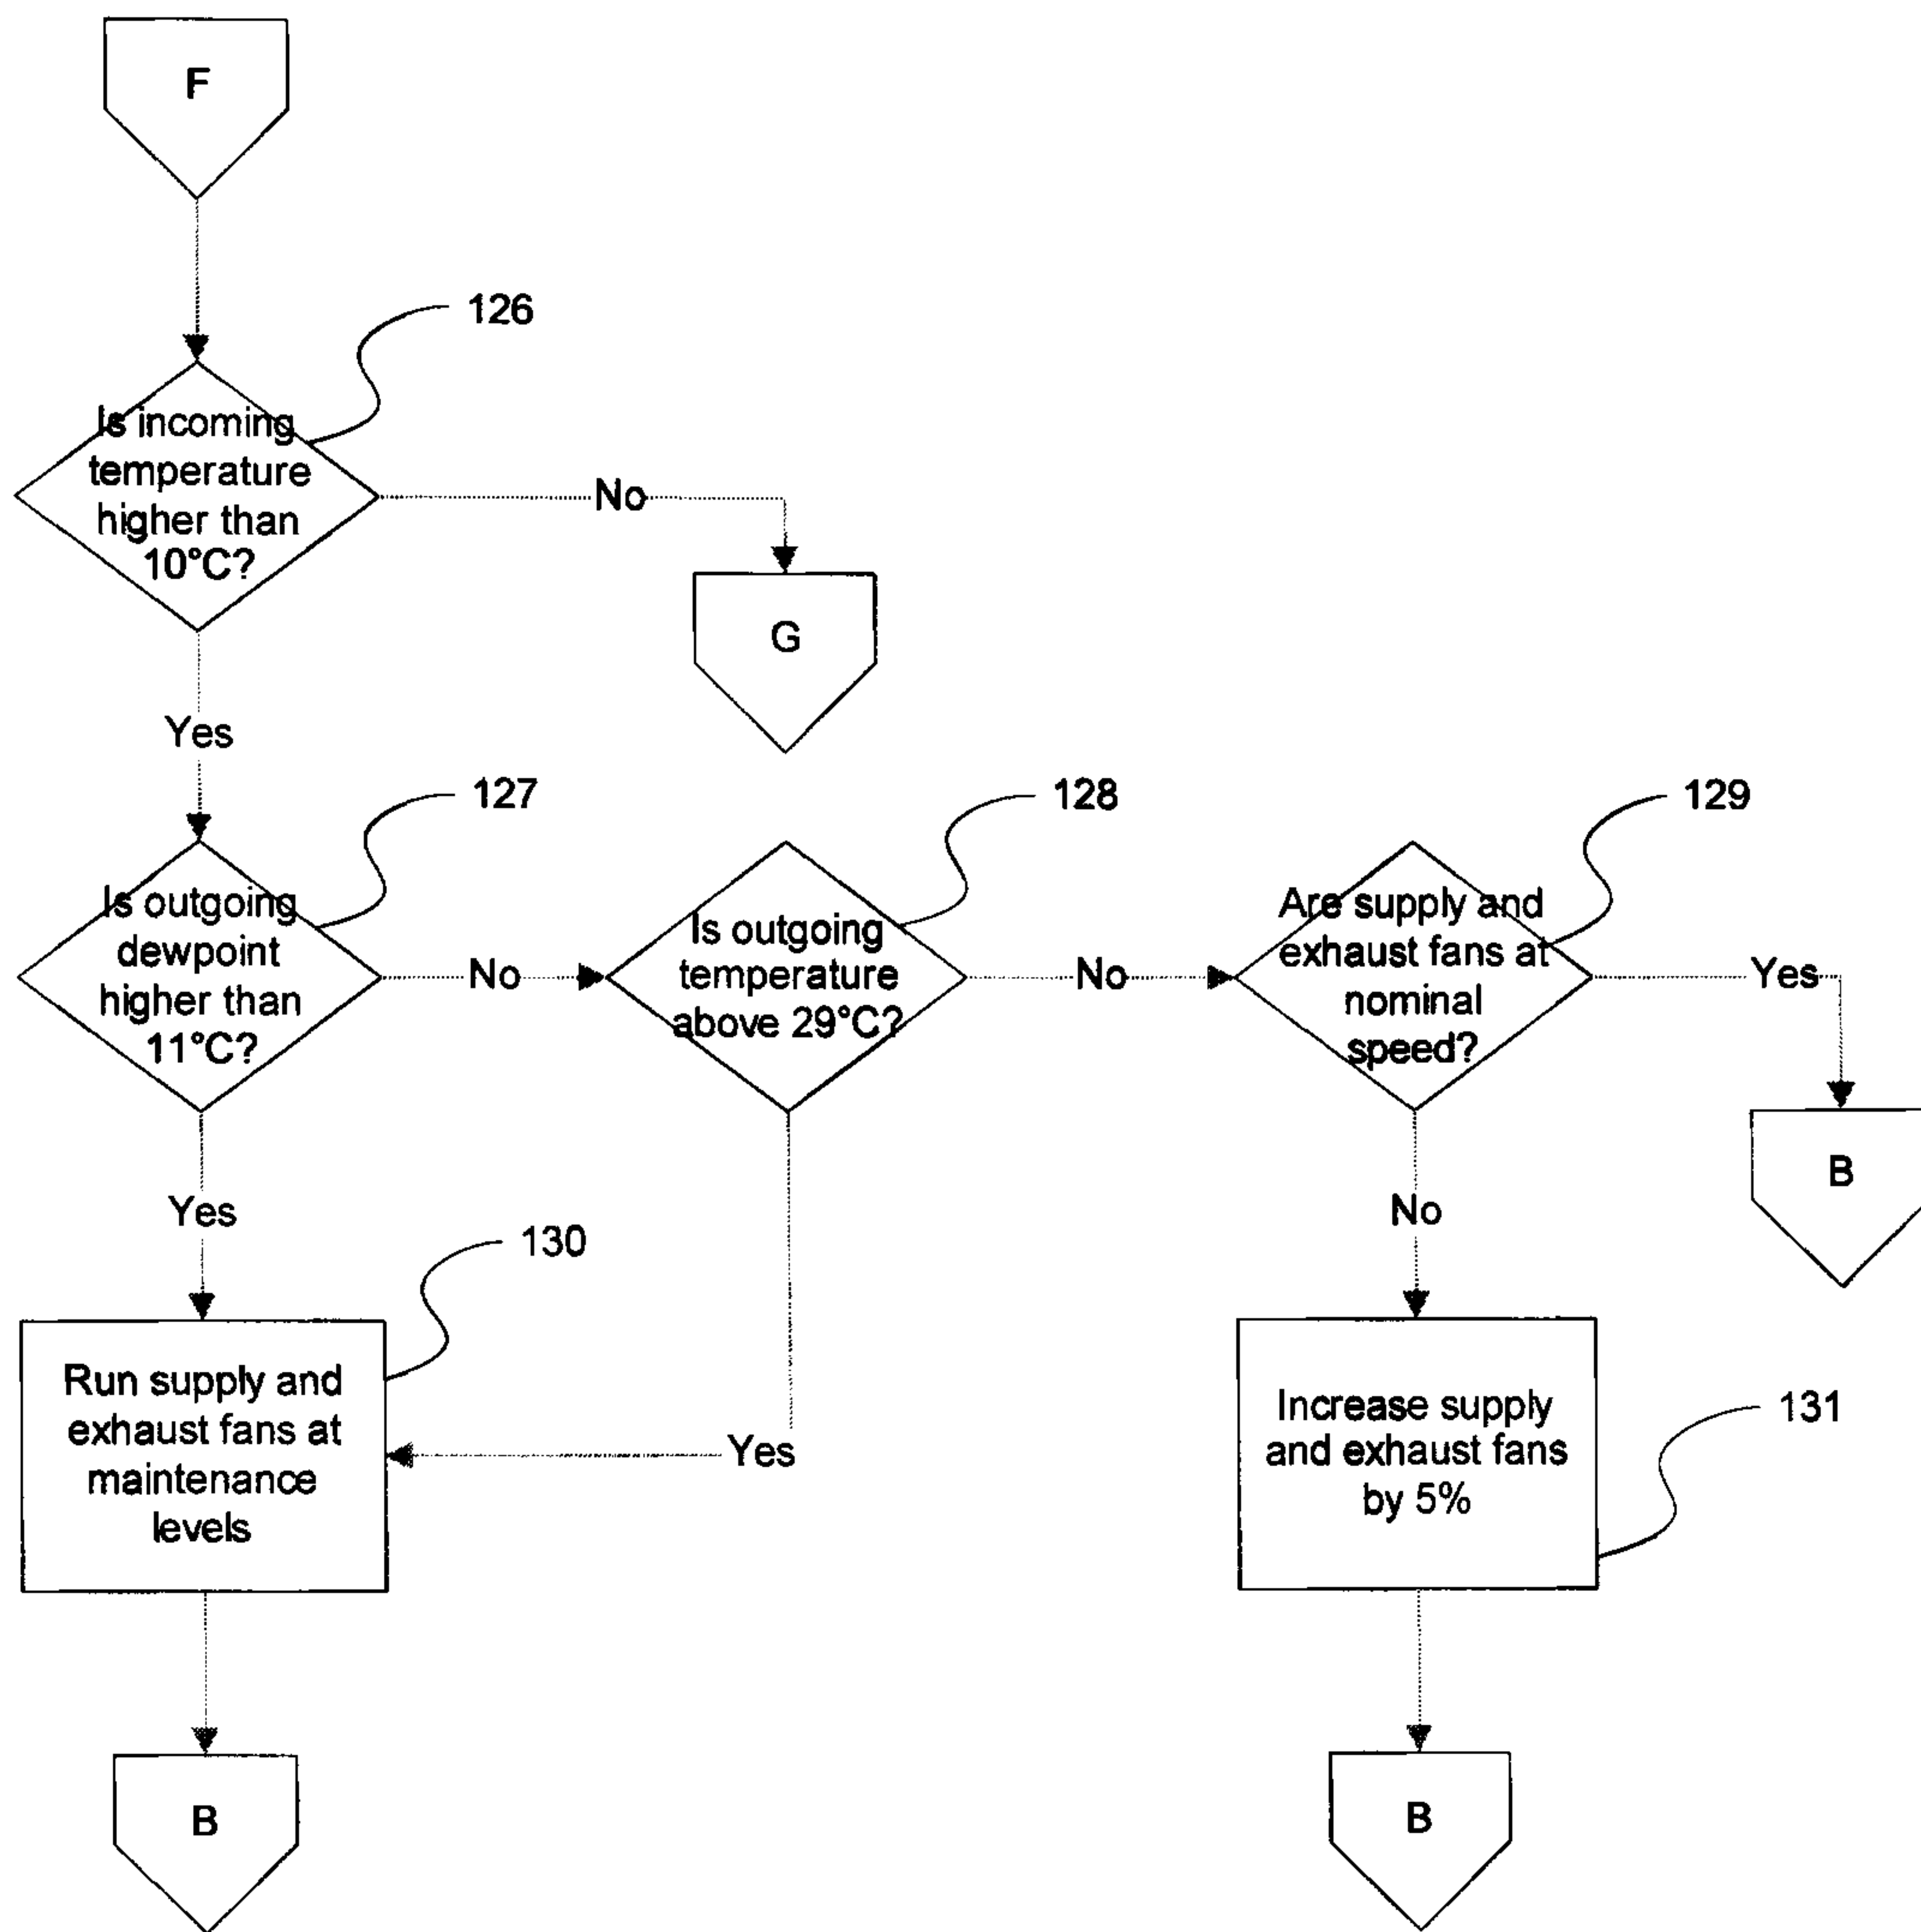 F
126
Is incoming
temperature
higher than
10°C?
No
G
Yes
127
Is outgoing
dewpoint
higher than
11°C?
No
128
Is outgoing
temperature
above 29°C?
No
129
Are supply and
exhaust fans at
nominal
speed?
Yes
B
Yes
No
130
Run supply and
exhaust fans at
maintenance
levels
Yes
131
Increase supply
and exhaust fans
by 5%
B
B